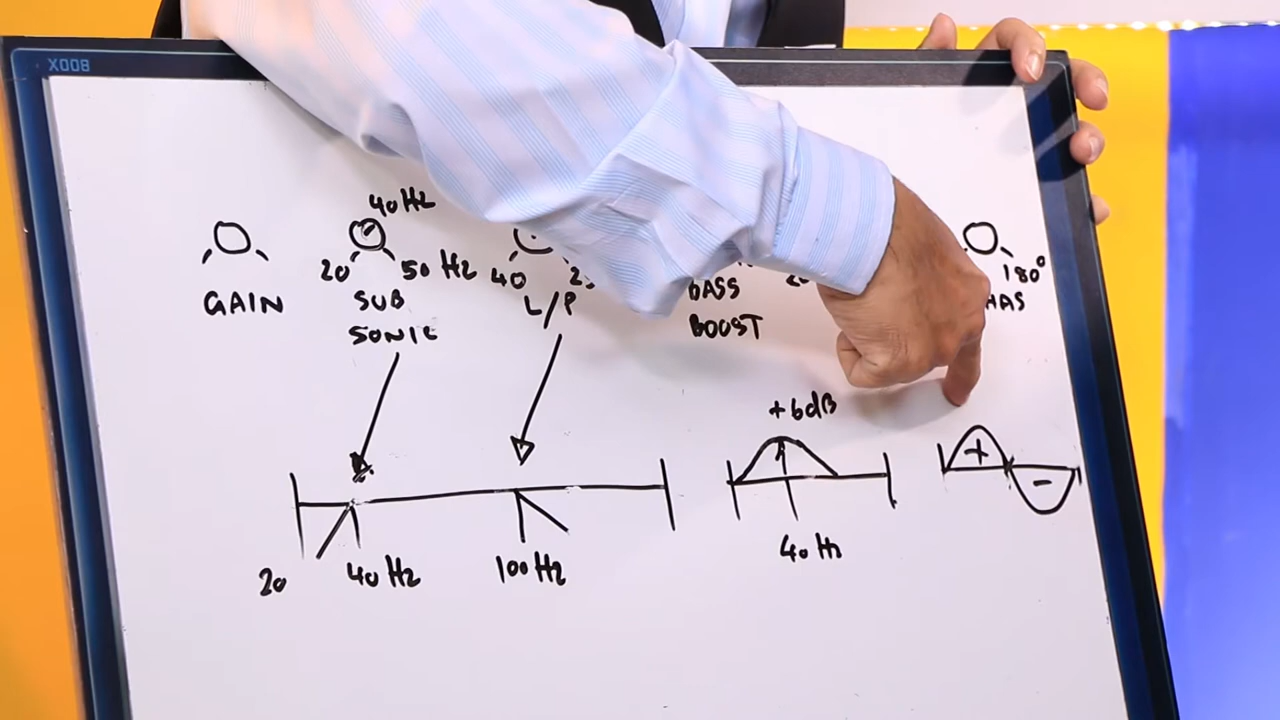 X008
40 Hz
20
50 Hz
40
180°
GAIN
SUB
SONIC
L/P
BASS
BOOST
+6dB
+
-
20
40 Hz
100 Hz
40 Hz